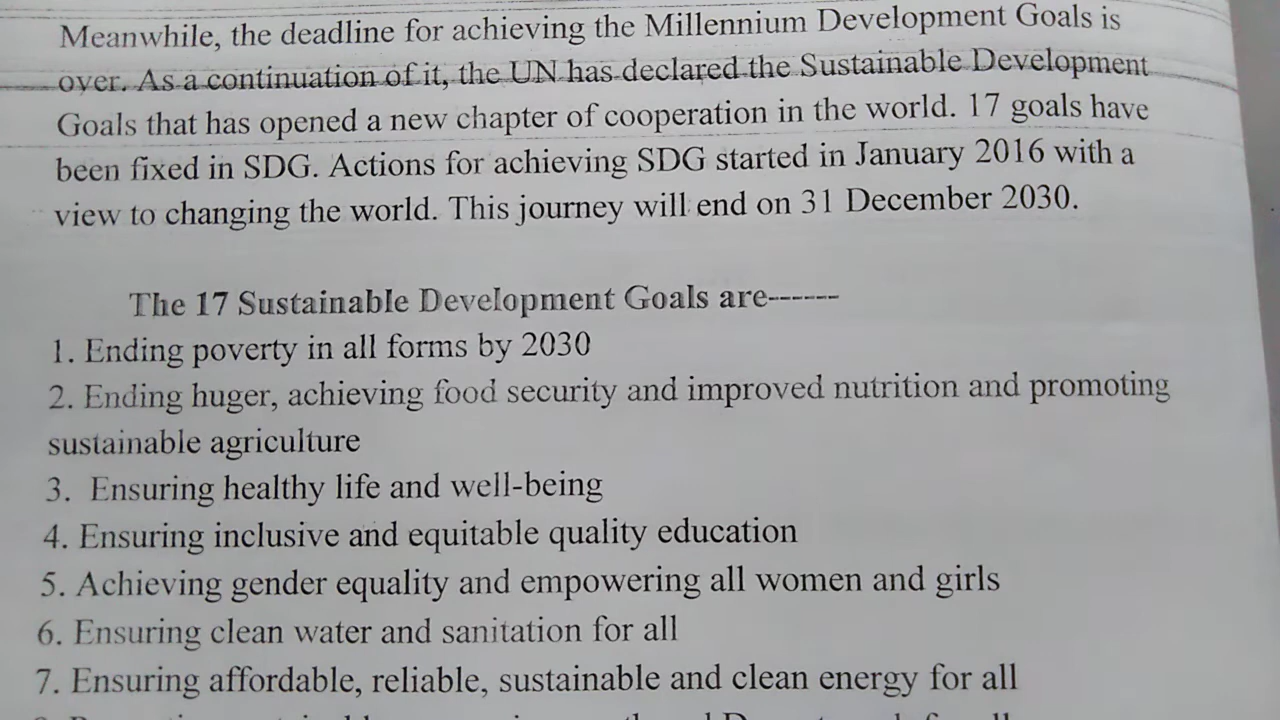 Meanwhile, the deadline for achieving the Millennium Development Goals is
over. As a continuation of it, the UN has declared the Sustainable Development
Goals that has opened a new chapter of cooperation in the world. 17 goals have
been fixed in SDG. Actions for achieving SDG started in January 2016 with a
view to changing the world. This journey will end on 31 December 2030.
The 17 Sustainable Development Goals are------
1. Ending poverty in all forms by 2030
2. Ending huger, achieving food security and improved nutrition and promoting
sustainable agriculture
3. Ensuring healthy life and well-being
4. Ensuring inclusive and equitable quality education
5. Achieving gender equality and empowering all women and girls
6. Ensuring clean water and sanitation for all
7. Ensuring affordable, reliable, sustainable and clean energy for all